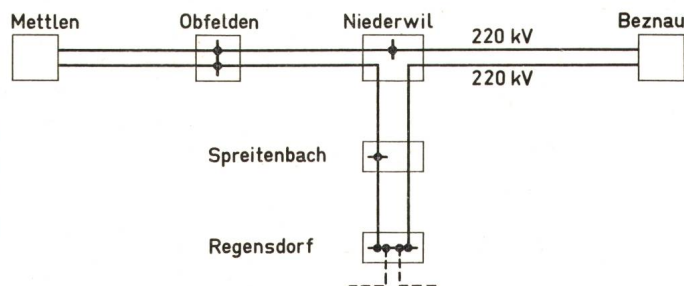 Mettlen
Obfelden
Niederwil
220 kV
Beznau
220 kV
Spreitenbach
Regensdorf